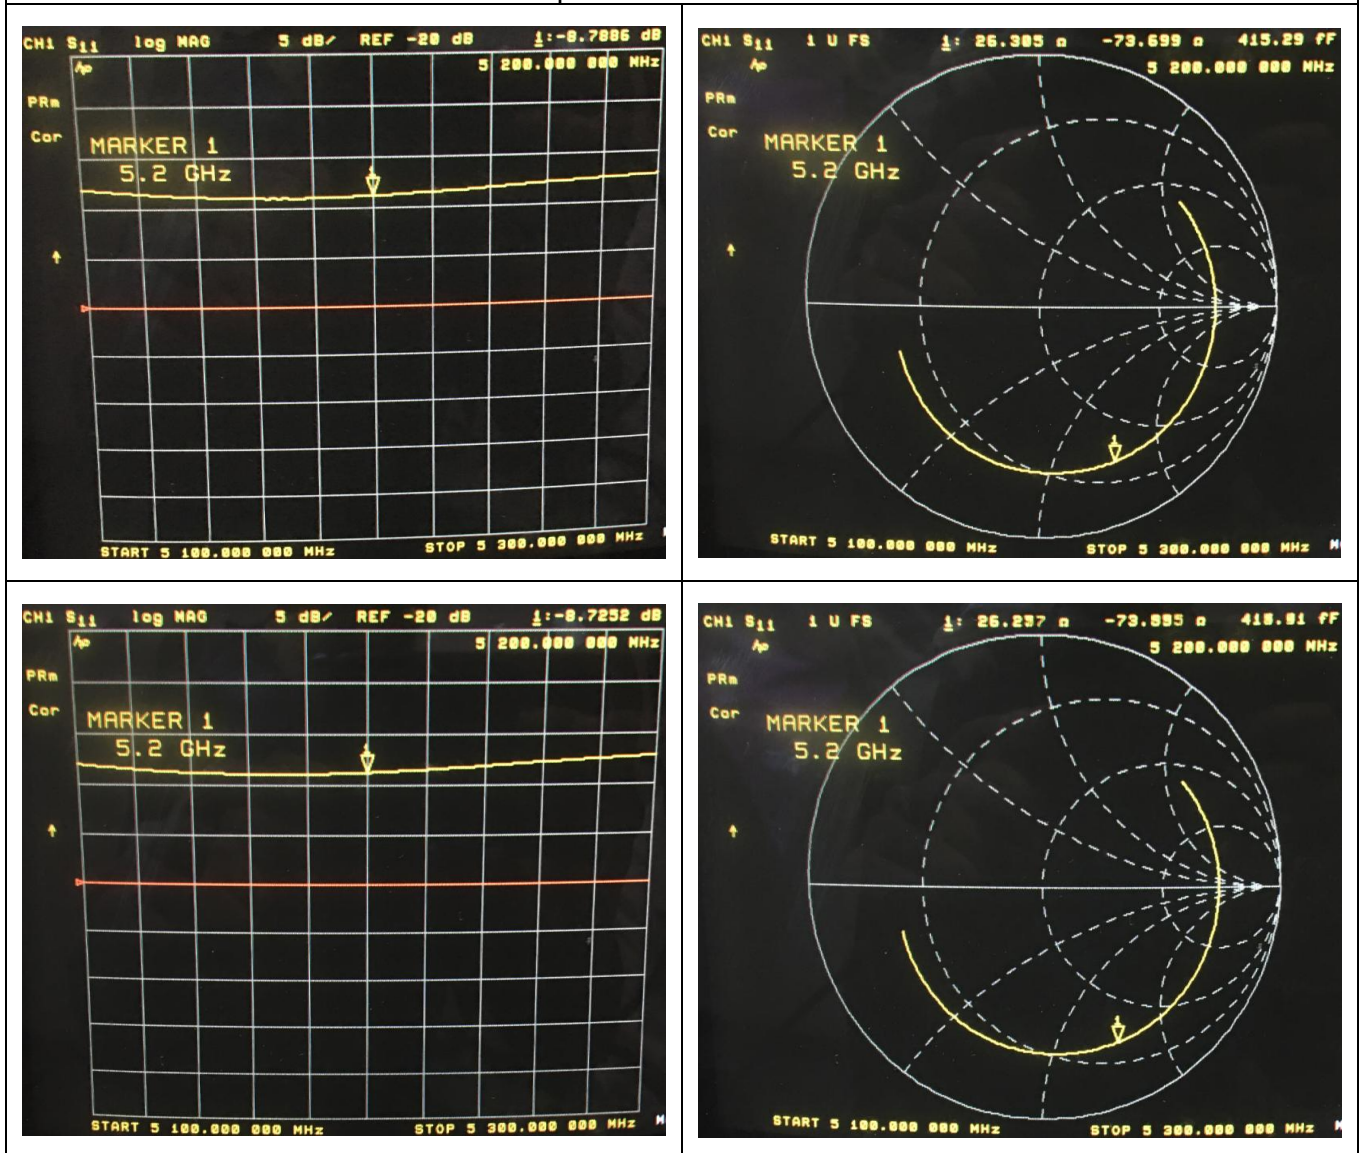 CH1 S11 log MAG 5 dB/ REF -20 dB 1:-8.7886 dB
5 200.000 000 MHz
PRm
Cor
MARKER 1
5.2 GHz
START 5 100.000 000 MHz STOP 5 300.000 000 MHz
CH1 S11 1 U FS 1: 26.305 Ω -73.699 Ω 415.29 fF
5 200.000 000 MHz
PRm
Cor
MARKER 1
5.2 GHz
1
START 5 100.000 000 MHz STOP 5 300.000 000 MHz
CH1 S11 log MAG 5 dB/ REF -20 dB 1:-8.7252 dB
5 200.000 000 MHz
PRm
Cor
MARKER 1
5.2 GHz
START 5 100.000 000 MHz STOP 5 300.000 000 MHz
CH1 S11 1 U FS 1: 26.237 Ω
5 200.000 000 MHz
PRm
Cor
MARKER 1
5.2 GHz
1
START 5 100.000 000 MHz STOP 5 300.000 000 MHz